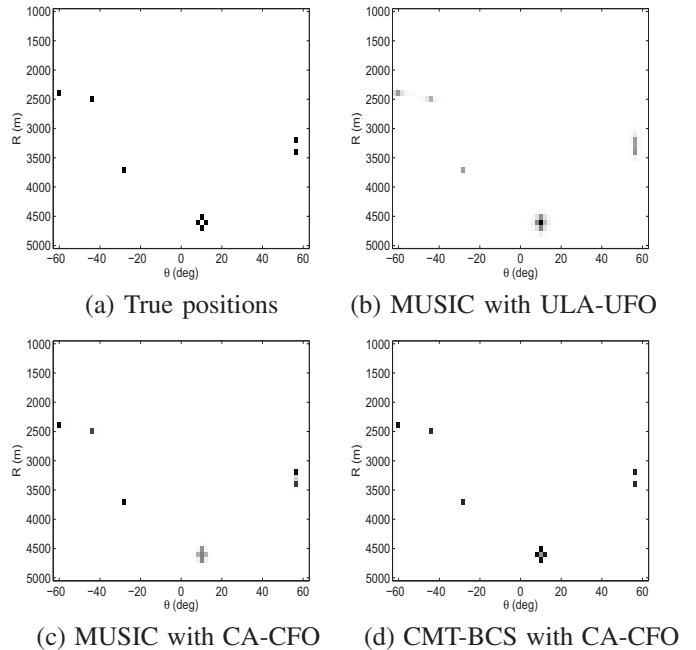 1000
1500
2000
2500
3000
3500
4000
4500
5000
R (m)
−60 −40 −20 0 20 40 60
θ (deg)
(a) True positions
1000
1500
2000
2500
3000
3500
4000
4500
5000
R (m)
−60 −40 −20 0 20 40 60
θ (deg)
(b) MUSIC with ULA-UFO
1000
1500
2000
2500
3000
3500
4000
4500
5000
R (m)
−60 −40 −20 0 20 40 60
θ (deg)
(c) MUSIC with CA-CFO
1000
1500
2000
2500
3000
3500
4000
4500
5000
R (m)
−60 −40 −20 0 20 40 60
θ (deg)
(d) CMT-BCS with CA-CFO